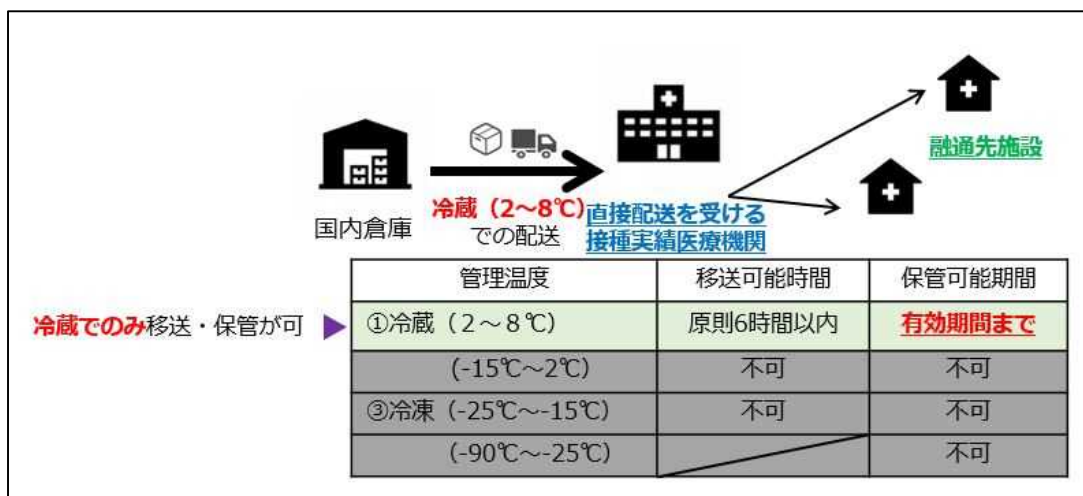 融通先施設
国内倉庫
冷蔵（2～8℃）
での配送
直接配送を受ける
接種実績医療機関
冷蔵でのみ移送・保管が可
管理温度 移送可能時間 保管可能期間
①冷蔵（2～8℃） 原則6時間以内 有効期間まで
(-15℃～2℃) 不可 不可
③冷凍（-25℃～-15℃） 不可 不可
(-90℃～-25℃) 不可